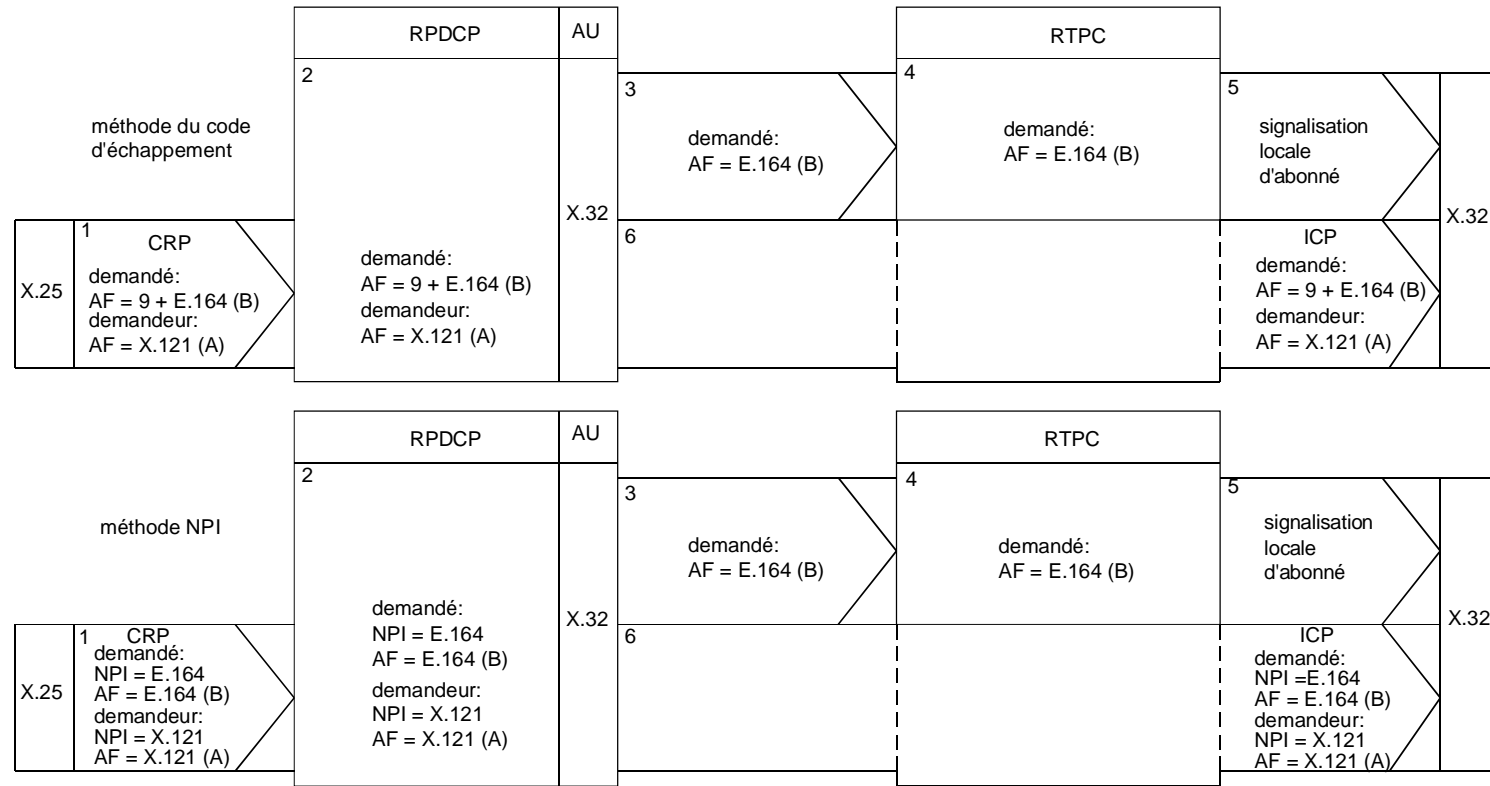 RPDCP
AU
RTPC
méthode du code
d'échappement
X.25
1
CRP
demandé:
AF = 9 + E.164 (B)
demandeur:
AF = X.121 (A)
2
demandé:
AF = 9 + E.164 (B)
demandeur:
AF = X.121 (A)
X.32
3
demandé:
AF = E.164 (B)
4
demandé:
AF = E.164 (B)
5
signalisation
locale
d'abonné
6
ICP
demandé:
AF = 9 + E.164 (B)
demandeur:
AF = X.121 (A)
X.32
RPDCP
AU
RTPC
méthode NPI
X.25
1
CRP
demandé:
NPI = E.164
AF = E.164 (B)
demandeur:
NPI = X.121
AF = X.121 (A)
2
demandé:
NPI = E.164
AF = E.164 (B)
demandeur:
NPI = X.121
AF = X.121 (A)
X.32
3
demandé:
AF = E.164 (B)
4
demandé:
AF = E.164 (B)
5
signalisation
locale
d'abonné
6
ICP
demandé:
NPI =E.164
AF = E.164 (B)
demandeur:
NPI = X.121
AF = X.121 (A)
X.32